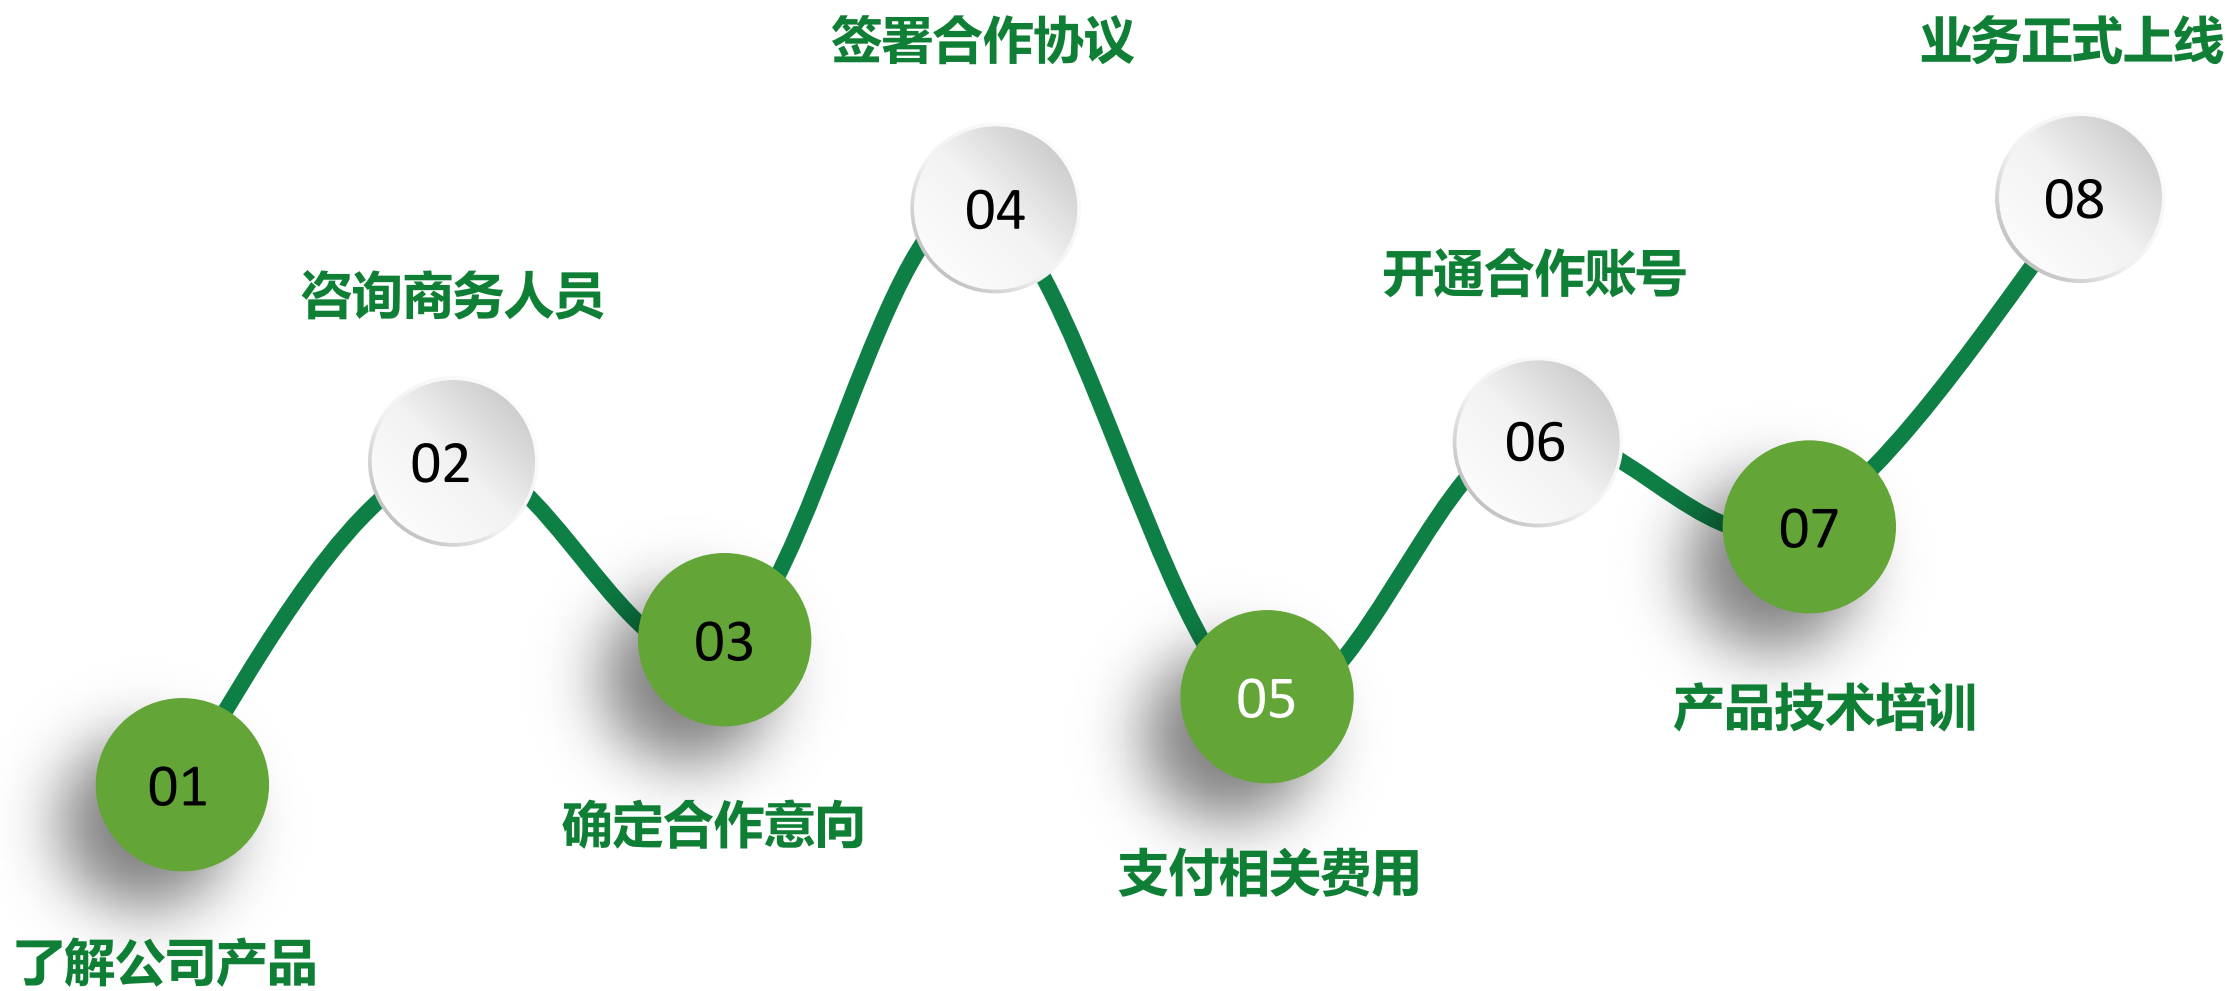 01
了解公司产品
咨询商务人员
02
03
确定合作意向
签署合作协议
04
05
支付相关费用
开通合作账号
06
07
产品技术培训
业务正式上线
08